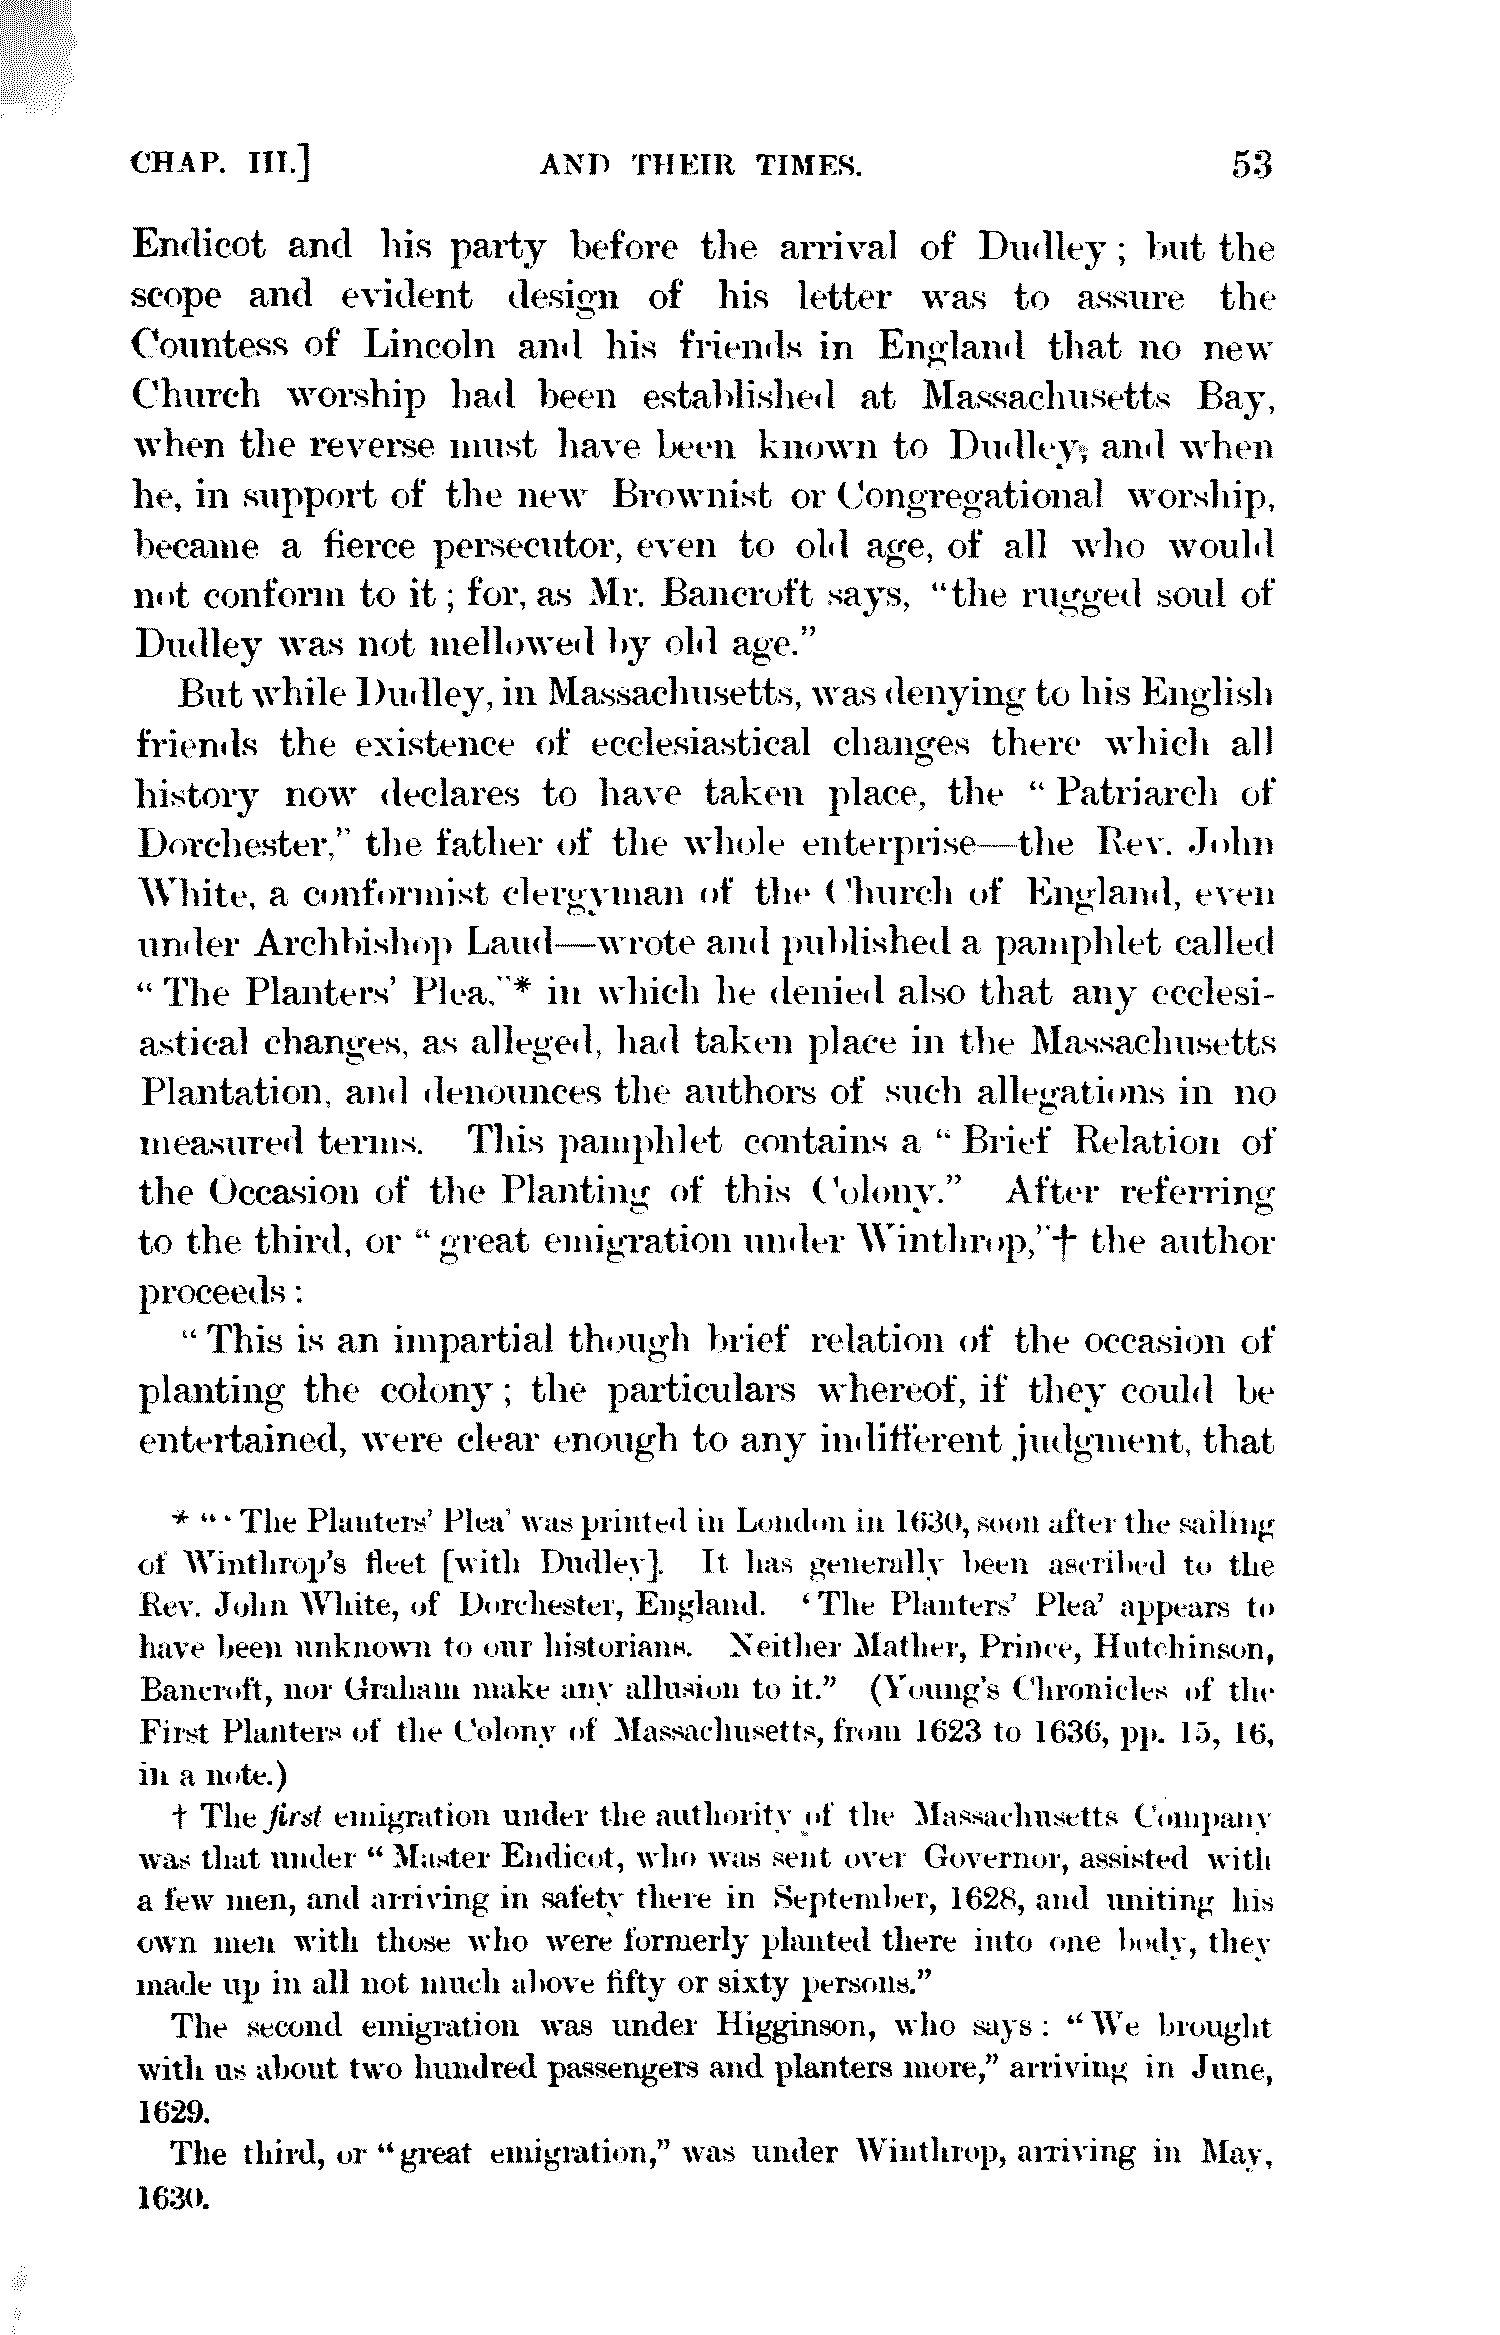 CHAP. III.] AND THEIR TIMES. 53
Endicot and his party before the arrival of Dudley ; but the
scope and evident design of his letter was to assure the
Countess of Lincoln and his friends in England that no new
Church worship had been established at Massachusetts Bay,
when the reverse must have been known to Dudley, and when
he, in support of the new Brownist or Congregational worship,
became a fierce persecutor, even to old age, of all who would
not conform to it ; for, as Mr. Bancroft says, "the rugged soul of
Dudley was not mellowed by old age."
But while Dudley, in Massachusetts, was denying to his English
friends the existence of ecclesiastical changes there which all
history now declares to have taken place, the "Patriarch of
Dorchester," the father of the whole enterprise—the Rev. John
White, a conformist clergyman of the Church of England, even
under Archbishop Laud—wrote and published a pamphlet called
"The Planters' Plea,"* in which he denied also that any ecclesi-
astical changes, as alleged, had taken place in the Massachusetts
Plantation, and denounces the authors of such allegations in no
measured terms. This pamphlet contains a "Brief Relation of
the Occasion of the Planting of this Colony." After referring
to the third, or "great emigration under Winthrop,"† the author
proceeds :
"This is an impartial though brief relation of the occasion of
planting the colony ; the particulars whereof, if they could be
entertained, were clear enough to any indifferent judgment, that
* "'The Planters' Plea' was printed in London in 1630, soon after the sailing
of Winthrop's fleet [with Dudley]. It has generally been ascribed to the
Rev. John White, of Dorchester, England. 'The Planters' Plea' appears to
have been unknown to our historians. Neither Mather, Prince, Hutchinson,
Bancroft, nor Graham make any allusion to it." (Young's Chronicles of the
First Planters of the Colony of Massachusetts, from 1623 to 1636, pp. 15, 16,
in a note.)
† The first emigration under the authority of the Massachusetts Company
was that under "Master Endicot, who was sent over Governor, assisted with
a few men, and arriving in safety there in September, 1628, and uniting his
own men with those who were formerly planted there into one body, they
made up in all not much above fifty or sixty persons."
The second emigration was under Higginson, who says : "We brought
with us about two hundred passengers and planters more," arriving in June,
1629.
The third, or "great emigration," was under Winthrop, arriving in May,
1630.